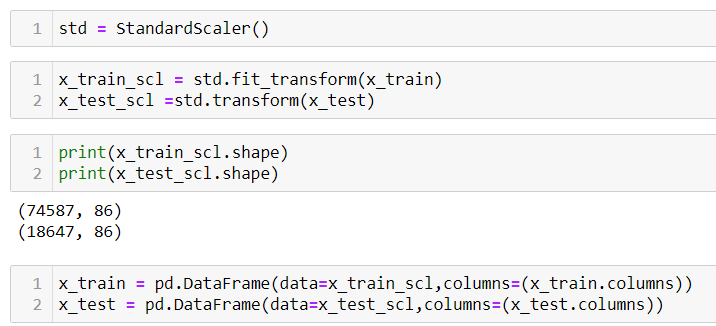 1 std = StandardScaler()
1 x_train_scl = std.fit_transform(x_train)
2 x_test_scl =std.transform(x_test)
1 print(x_train_scl.shape)
2 print(x_test_scl.shape)
(74587, 86)
(18647, 86)
1 x_train = pd.DataFrame(data=x_train_scl,columns=(x_train.columns))
2 x_test = pd.DataFrame(data=x_test_scl,columns=(x_test.columns))